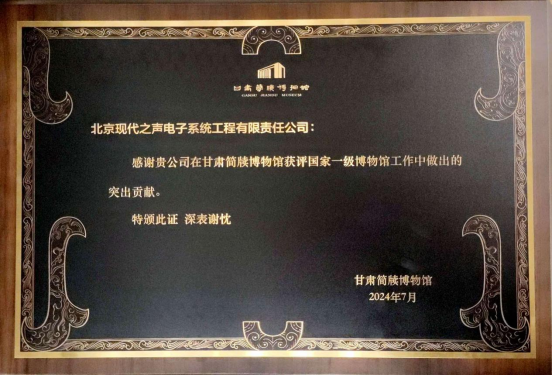 甘肃简牍博物馆
GANSU JIANDU MUSEUM
北京现代之声电子系统工程有限责任公司：
感谢贵公司在甘肃简牍博物馆获评国家一级博物馆工作中做出的
突出贡献。
特颁此证 深表谢忱
甘肃简牍博物馆
2024年7月